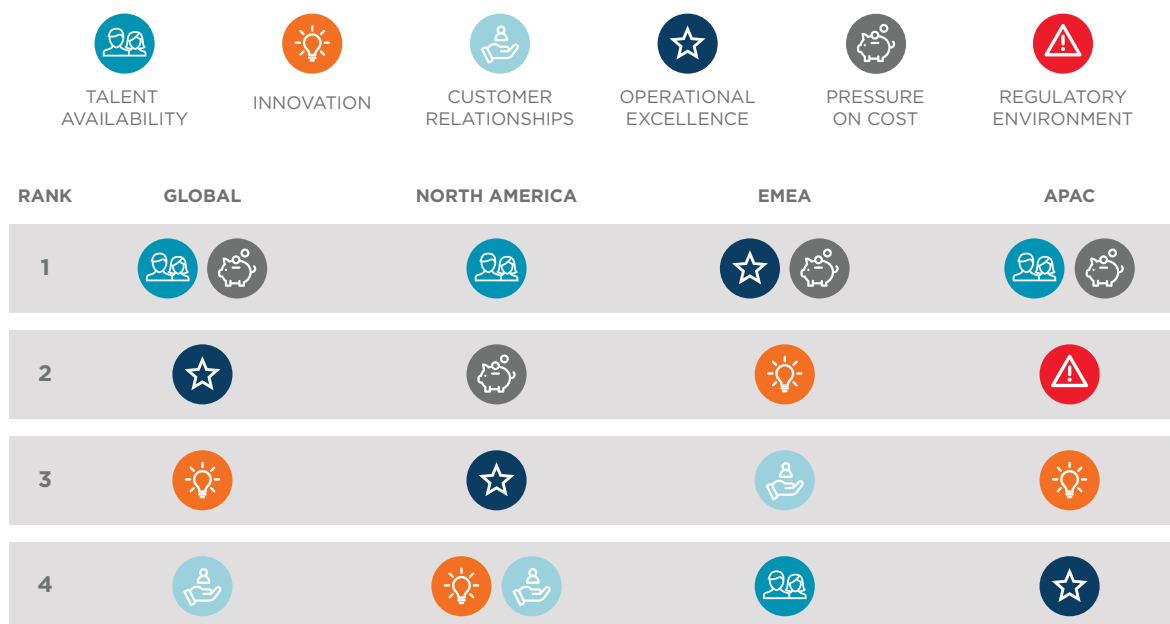 TALENT
AVAILABILITY
INNOVATION
CUSTOMER
RELATIONSHIPS
OPERATIONAL
EXCELLENCE
PRESSURE
ON COST
REGULATORY
ENVIRONMENT
RANK GLOBAL NORTH AMERICA EMEA APAC
1
2
3
4